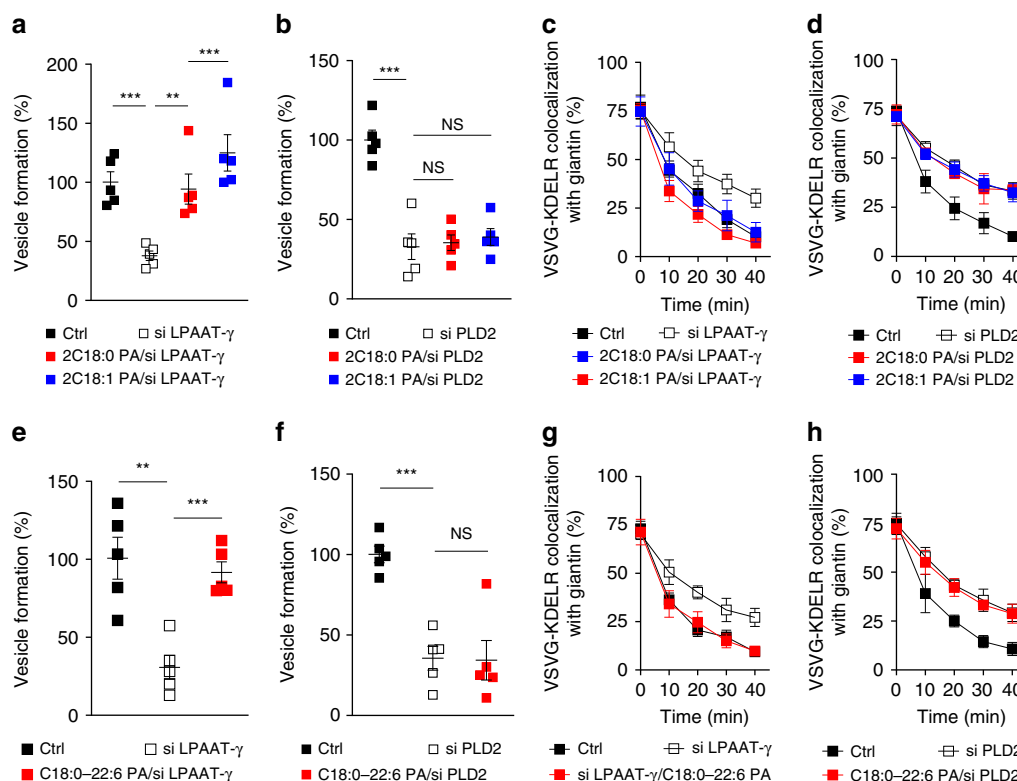 a
Vesicle formation (%)
200
150
100
50
0
***
**
***
Ctrl
si LPAAT-γ
2C18:0 PA/si LPAAT-γ
2C18:1 PA/si LPAAT-γ
b
Vesicle formation (%)
150
100
50
0
***
NS
NS
Ctrl
si PLD2
2C18:0 PA/si PLD2
2C18:1 PA/si PLD2
c
VSVG-KDELR colocalization
with giantin (%)
100
75
50
25
0
0 10 20 30 40
Time (min)
Ctrl
si LPAAT-γ
2C18:0 PA/si LPAAT-γ
2C18:1 PA/si LPAAT-γ
d
VSVG-KDELR colocalization
with giantin (%)
100
75
50
25
0
0 10 20 30 40
Time (min)
Ctrl
si PLD2
2C18:0 PA/si PLD2
2C18:1 PA/si PLD2
e
Vesicle formation (%)
150
100
50
0
**
***
Ctrl
si LPAAT-γ
C18:0–22:6 PA/si LPAAT-γ
f
Vesicle formation (%)
150
100
50
0
***
NS
Ctrl
si PLD2
C18:0–22:6 PA/si PLD2
g
VSVG-KDELR colocalization
with giantin (%)
100
75
50
25
0
0 10 20 30 40
Time (min)
Ctrl
si LPAAT-γ
si LPAAT-γ/C18:0–22:6 PA
h
VSVG-KDELR colocalization
with giantin (%)
100
75
50
25
0
0 10 20 30 40
Time (min)
Ctrl
si PLD2
C18:0–22:6 PA/si PLD2